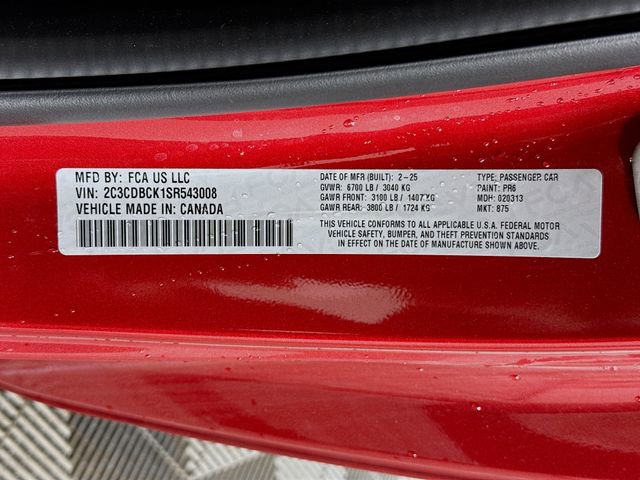 MFD BY: FCA US LLC
VIN: 2C3CDBCK1SR543008
VEHICLE MADE IN: CANADA
DATE OF MFR (BUILT): 2-25
GVWR: 6700 LB / 3040 KG
GAWR FRONT: 3100 LB / 1407 KG
GAWR REAR: 3800 LB / 1724 KG
TYPE: PASSENGER CAR
PAINT: PR6
MDH: 020313
MKT: 875
THIS VEHICLE CONFORMS TO ALL APPLICABLE U.S.A. FEDERAL MOTOR
VEHICLE SAFETY, BUMPER, AND THEFT PREVENTION STANDARDS
IN EFFECT ON THE DATE OF MANUFACTURE SHOWN ABOVE.